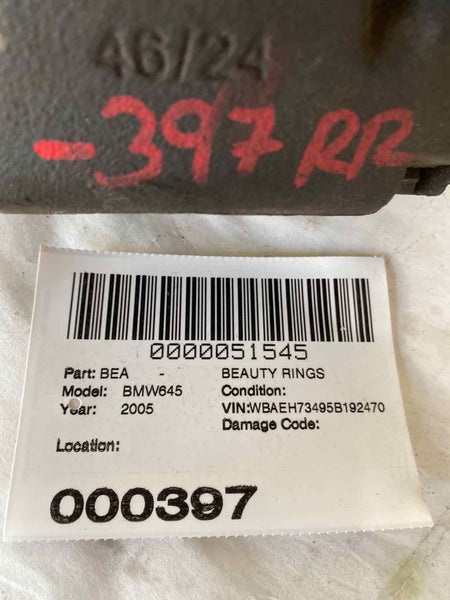 46/24
-397 RR
0000051545
Part: BEA - BEAUTY RINGS
Model: BMW645 Condition:
Year: 2005 VIN:WBAEH73495B192470
Damage Code:
Location:
000397